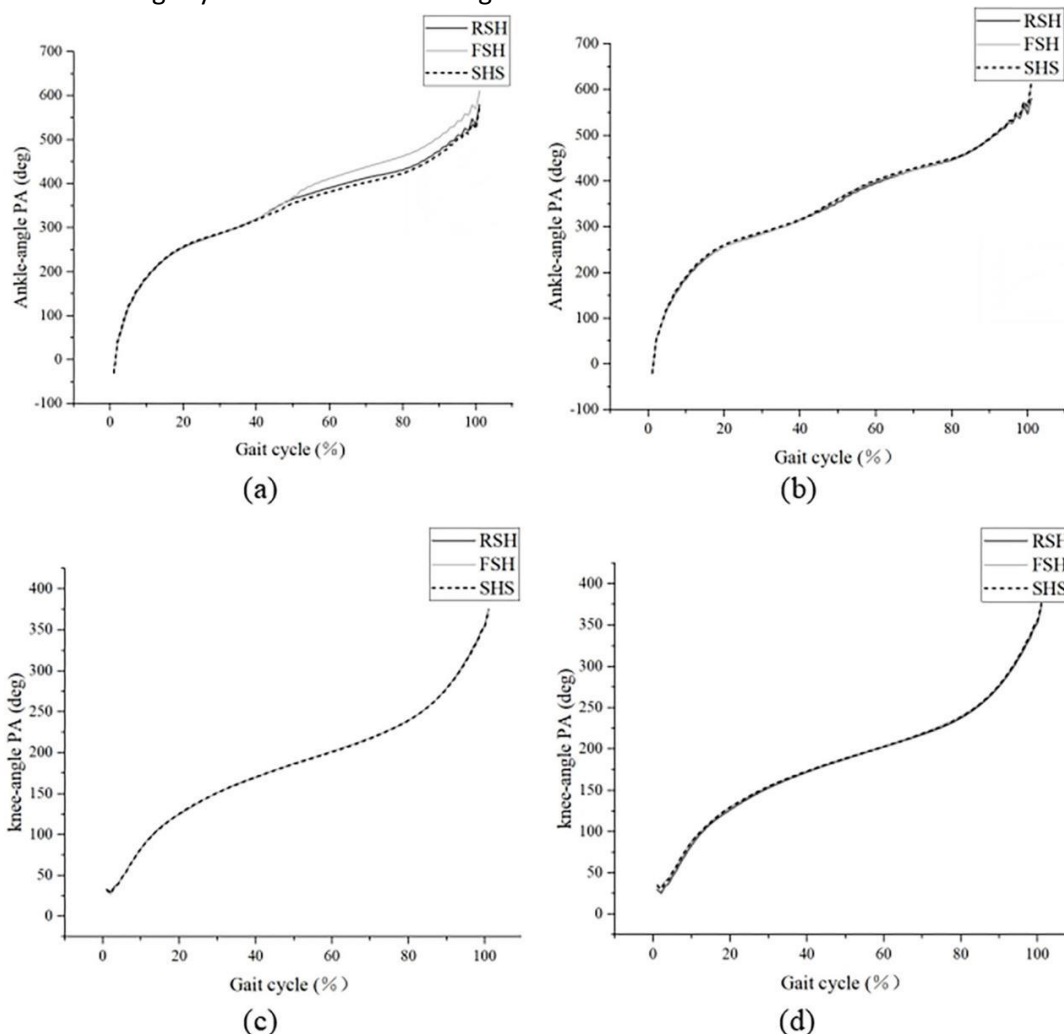 RSH
FSH
SHS
700
600
500
400
300
200
100
0
-100
Ankle-angle PA (deg)
0 20 40 60 80 100
Gait cycle (%)
(a)
RSH
FSH
SHS
700
600
500
400
300
200
100
0
-100
Ankle-angle PA (deg)
0 20 40 60 80 100
Gait cycle (%)
(b)
RSH
FSH
SHS
400
350
300
250
200
150
100
50
0
knee-angle PA (deg)
0 20 40 60 80 100
Gait cycle (%)
(c)
RSH
FSH
SHS
400
350
300
250
200
150
100
50
0
knee-angle PA (deg)
0 20 40 60 80 100
Gait cycle (%)
(d)